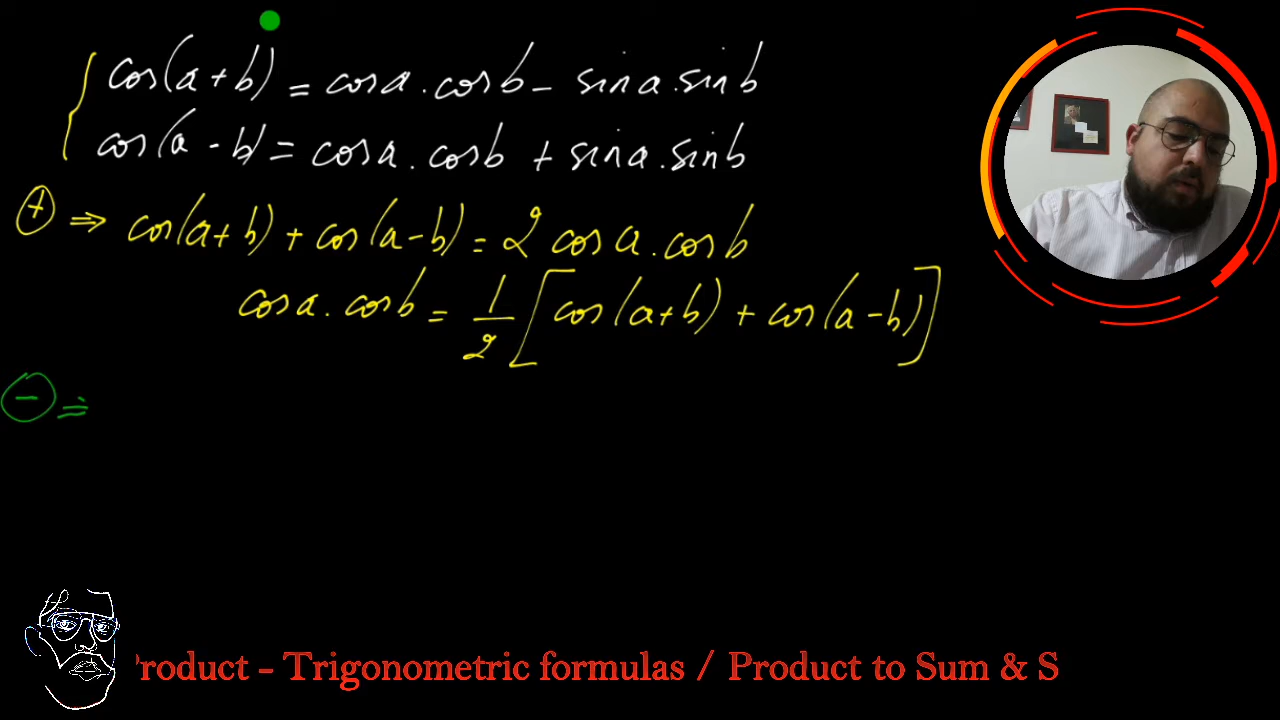 cos(a+b) = cosa.cosb - sina.sinb
cos(a-b) = cosa.cosb + sina.sinb
+ ⇒ cos(a+b) + cos(a-b) = 2 cosa.cosb
cosa.cosb = 1/2 [cos(a+b) + cos(a-b)]
- =
roduct - Trigonometric formulas / Product to Sum & S